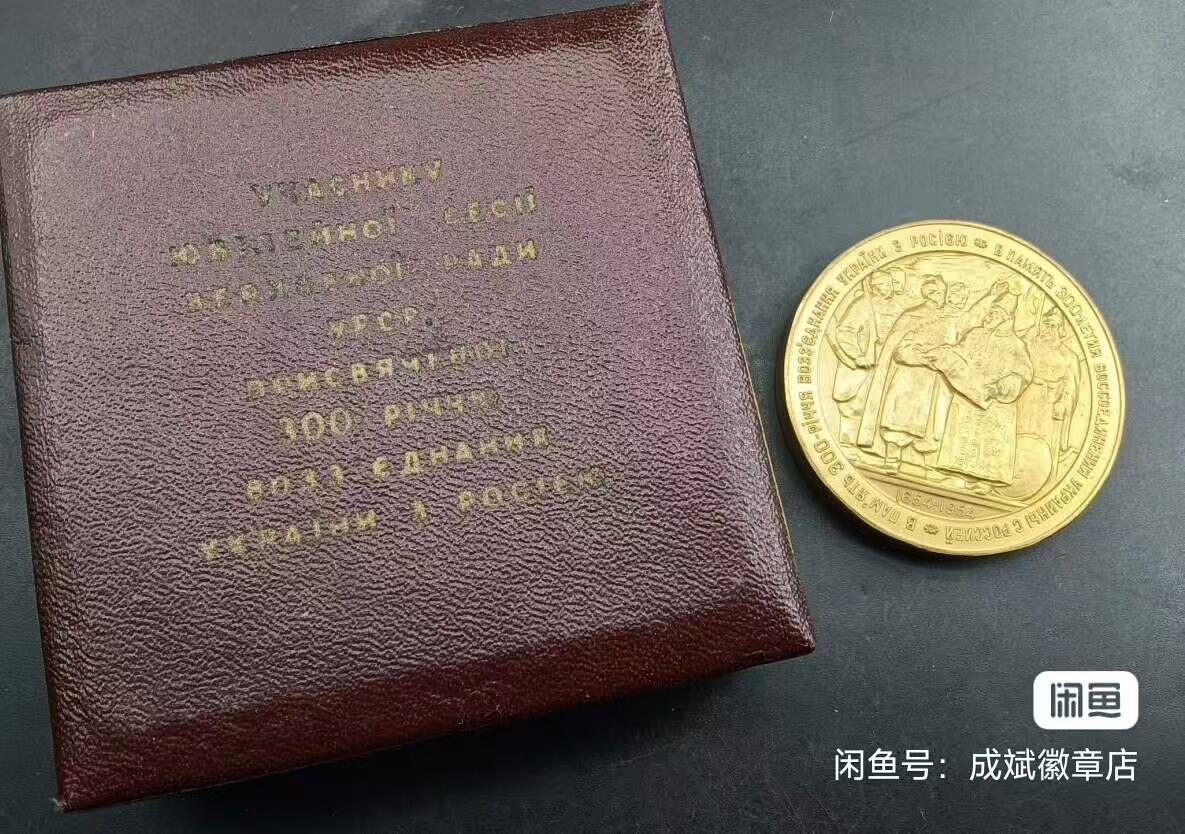 УЧАСНИКУ
ЮВІЛЕЙНОЇ СЕСІЇ
ВЕРХОВНОЇ РАДИ
УРСР,
ПРИСВЯЧЕНОЇ
300 РІЧЧЮ
ВОЗЗ'ЄДНАННЯ
УКРАЇНИ З РОСІЄЮ
В ПАМ'ЯТЬ 300-РІЧЧЯ ВОЗЗ'ЄДНАННЯ УКРАЇНИ З РОСІЄЮ
В ПАМЯТЬ 300-ЛЕТИЯ ВОССОЕДИНЕНИЯ УКРАИНЫ С РОССИЕЙ
1654-1954
闲鱼
闲鱼号：成斌徽章店